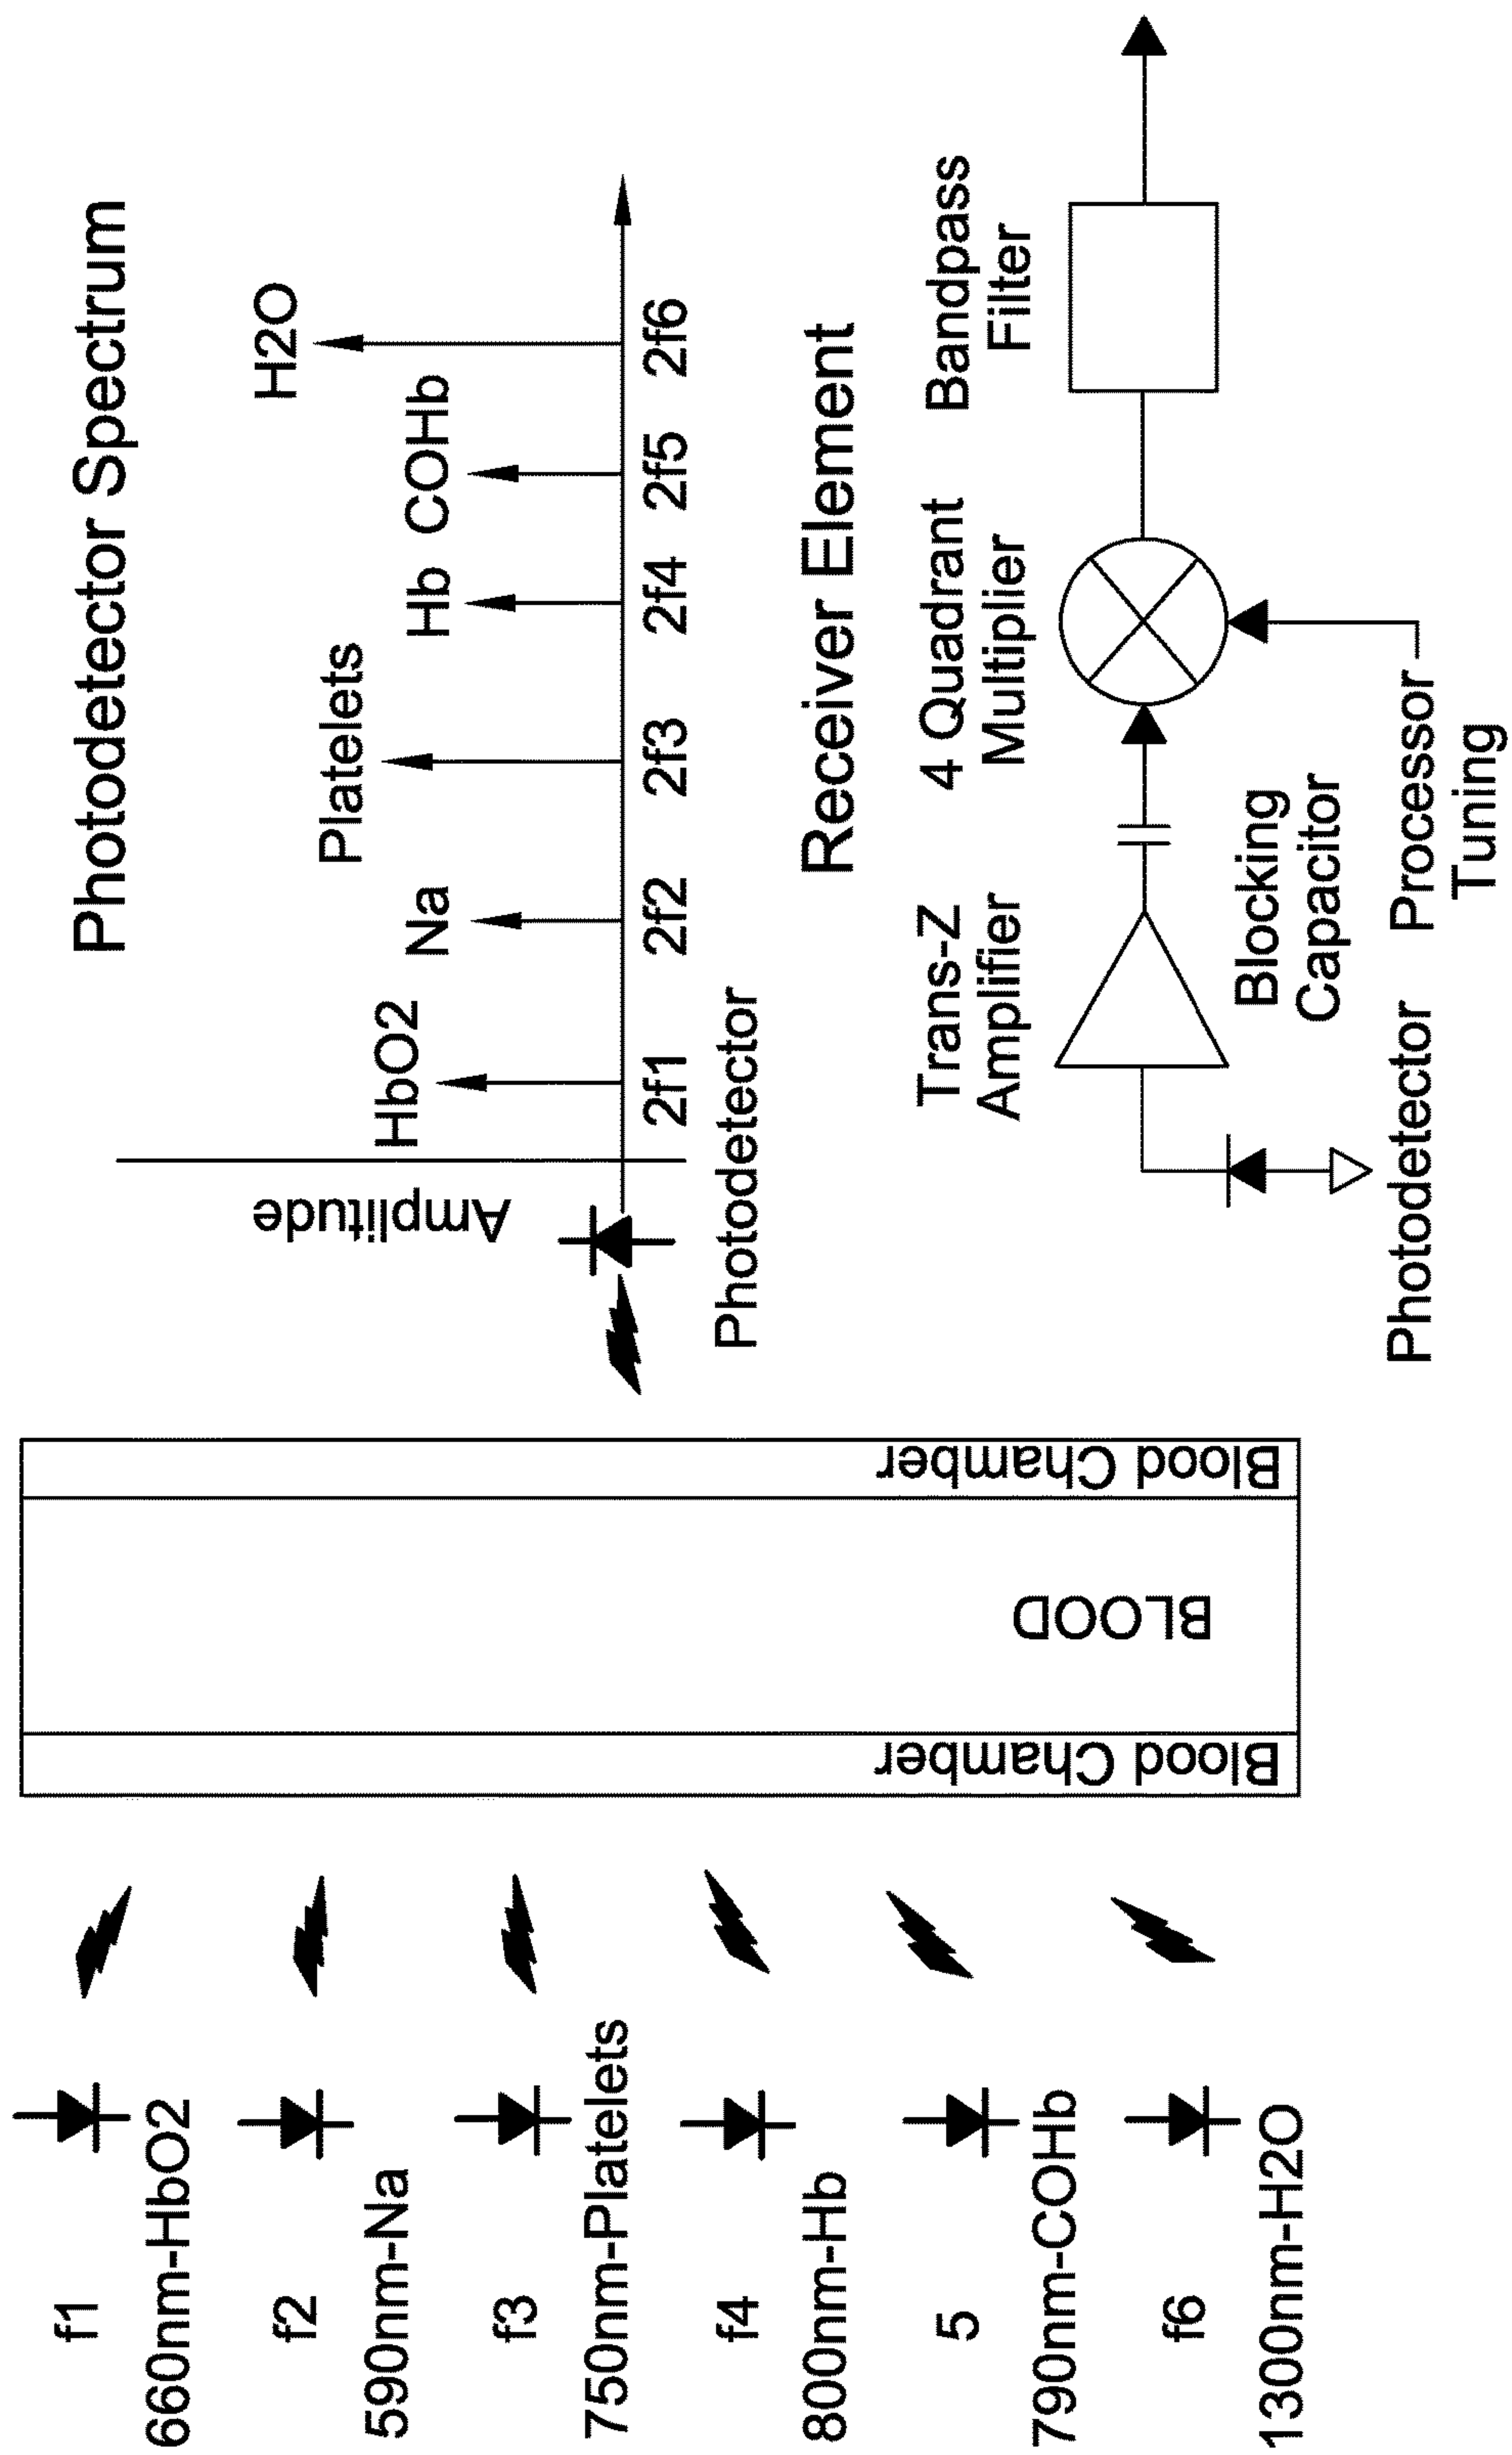 f1
660nm-HbO2
f2
590nm-Na
f3
750nm-Platelets
f4
800nm-Hb
5
790nm-COHb
f6
1300nm-H2O
Blood Chamber
BLOOD
Blood Chamber
Photodetector Spectrum
Amplitude
HbO2
Na
Platelets
Hb
COHb
H2O
2f1
2f2
2f3
2f4
2f5
2f6
Photodetector
Receiver Element
Trans-Z
Amplifier
4 Quadrant
Multiplier
Bandpass
Filter
Blocking
Capacitor
Photodetector
Processor
Tuning